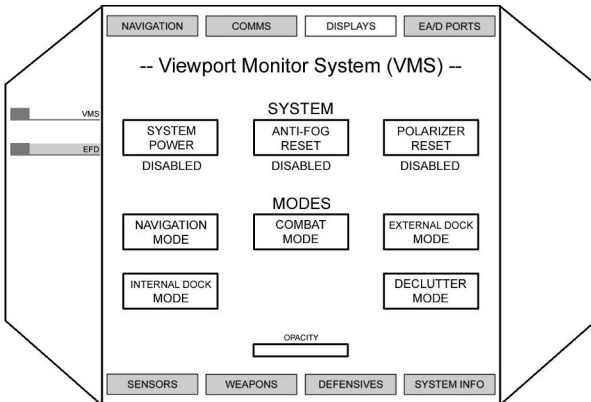 NAVIGATION COMMS DISPLAYS EA/D PORTS
-- Viewport Monitor System (VMS) --
VMS
EFD
SYSTEM
SYSTEM POWER
DISABLED
ANTI-FOG RESET
DISABLED
POLARIZER RESET
DISABLED
MODES
NAVIGATION MODE
COMBAT MODE
EXTERNAL DOCK MODE
INTERNAL DOCK MODE
DECLUTTER MODE
OPACITY
SENSORS WEAPONS DEFENSIVES SYSTEM INFO